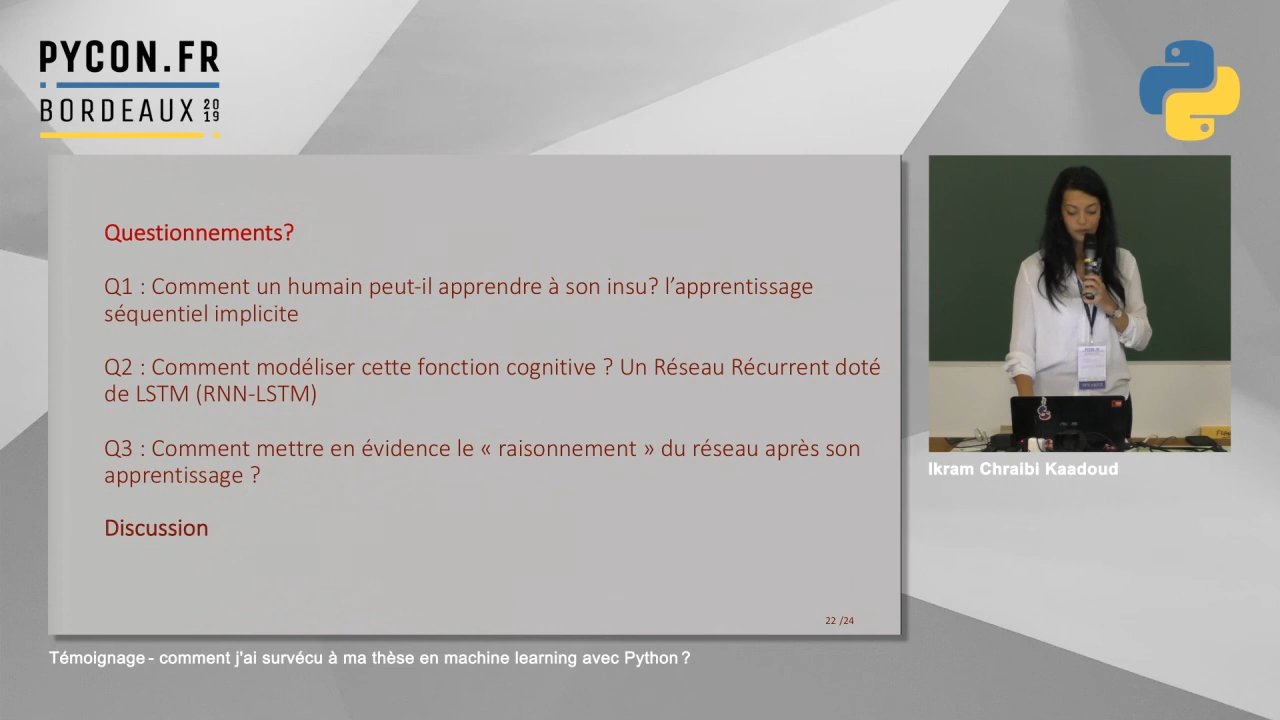 PYCON.FR
BORDEAUX 2019
Questionnements?
Q1 : Comment un humain peut-il apprendre à son insu? l’apprentissage
séquentiel implicite
Q2 : Comment modéliser cette fonction cognitive ? Un Réseau Récurrent doté
de LSTM (RNN-LSTM)
Q3 : Comment mettre en évidence le « raisonnement » du réseau après son
apprentissage ?
Discussion
22 /24
Ikram Chraibi Kaadoud
Témoignage - comment j'ai survécu à ma thèse en machine learning avec Python ?